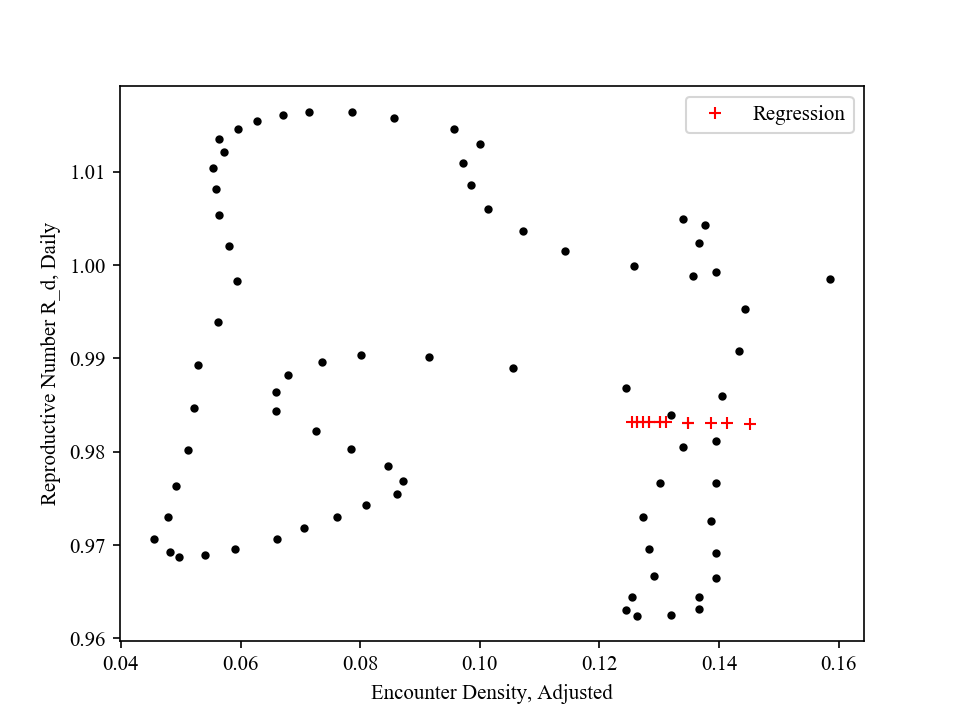 Regression
1.01
1.00
0.99
0.98
0.97
0.96
Reproductive Number R_d, Daily
0.04 0.06 0.08 0.10 0.12 0.14 0.16
Encounter Density, Adjusted